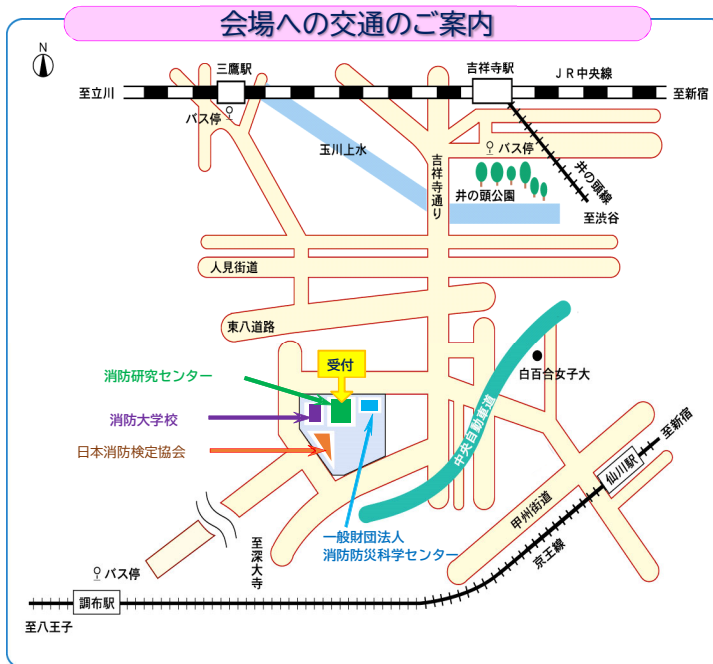 会場への交通のご案内
N
三鷹駅
吉祥寺駅
JR中央線
至立川
至新宿
バス停
玉川上水
吉祥寺通り
バス停
井の頭線
井の頭公園
至渋谷
人見街道
東八道路
受付
消防研究センター
白百合女子大
消防大学校
中央自動車道
日本消防検定協会
至新宿
仙川駅
甲州街道
一般財団法人
消防防災科学センター
京王線
至深大寺
バス停
調布駅
至八王子